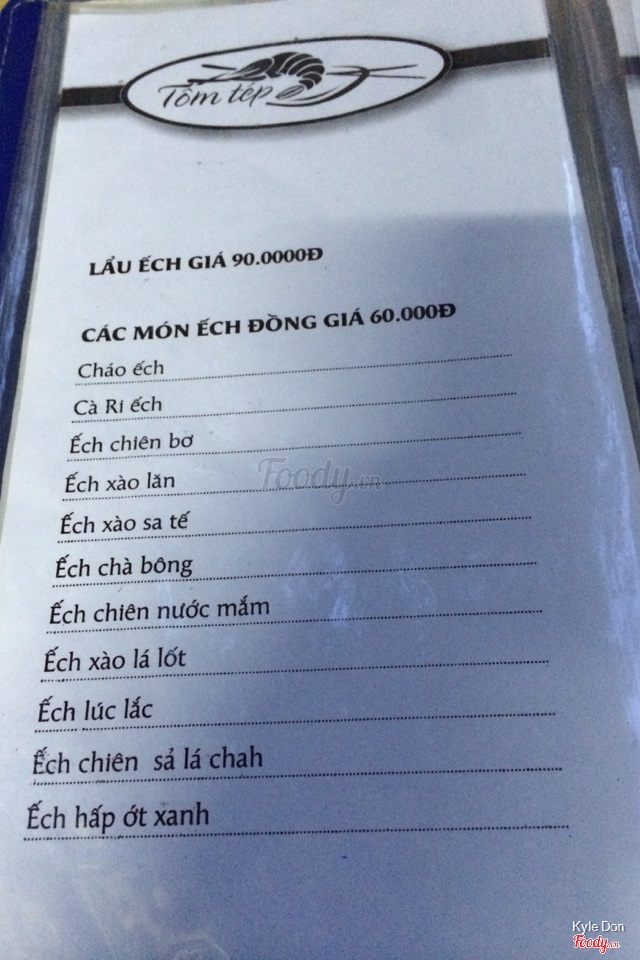 Tôm tép
LẨU ẾCH GIÁ 90.0000Đ
CÁC MÓN ẾCH ĐỒNG GIÁ 60.000Đ
Cháo ếch
Cà Ri ếch
Ếch chiên bơ
Ếch xào lăn
Foody.vn
Ếch xào sa tế
Ếch chà bông
Ếch chiên nước mắm
Ếch xào lá lốt
Ếch lúc lắc
Ếch chiên sả lá chah
Ếch hấp ớt xanh
Kyle Don
Foody.vn